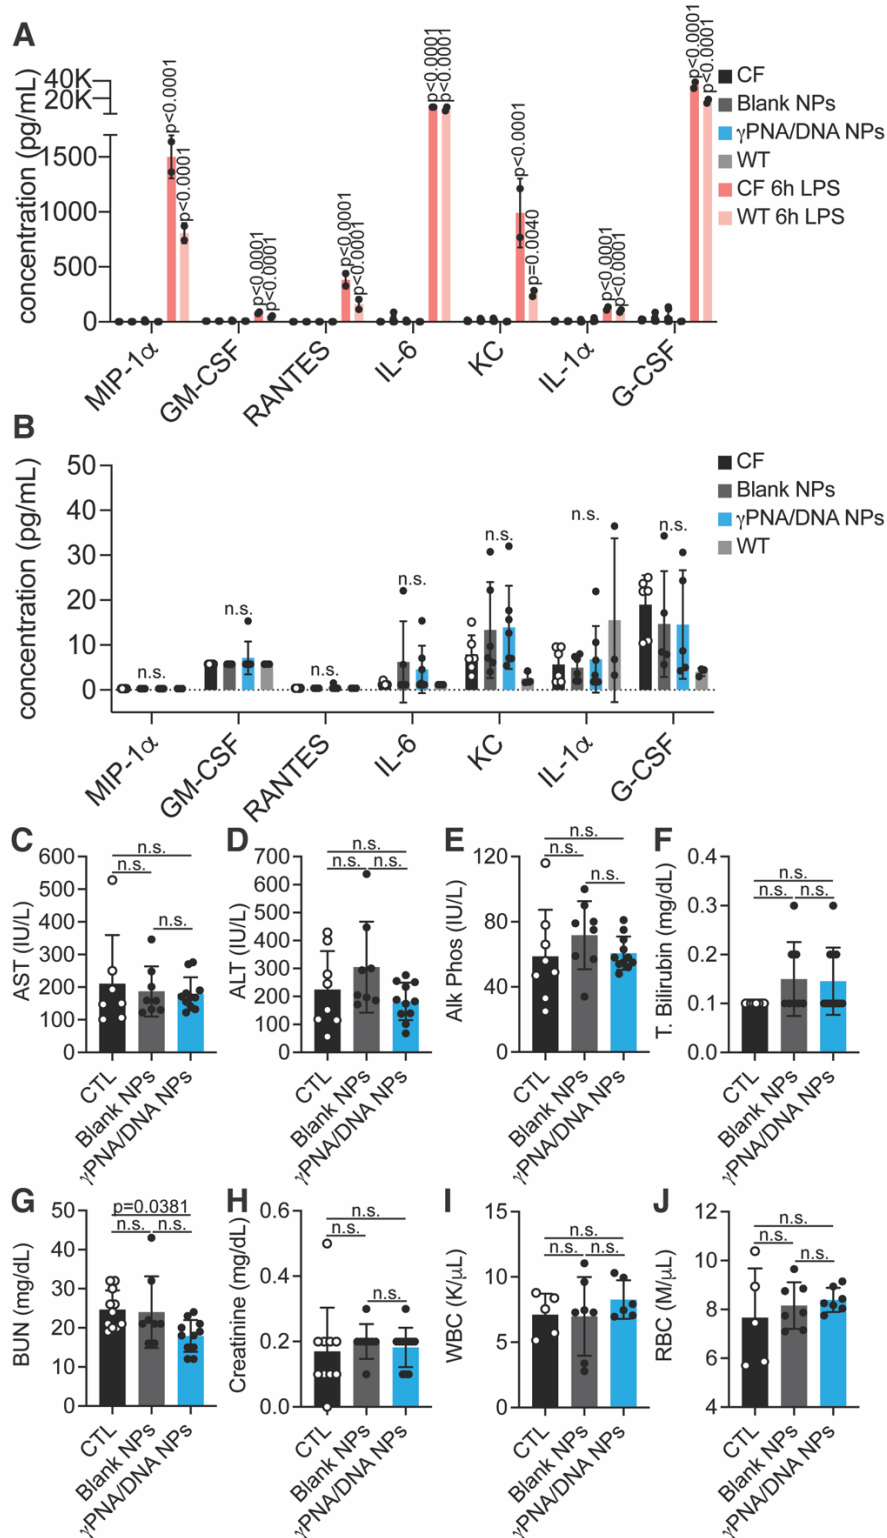 A
concentration (pg/mL)
40K
20K
1500
1000
500
0
p<0.0001
p<0.0001
p<0.0001
p<0.0001
p<0.0001
p<0.0001
p<0.0001
p<0.0001
p<0.0001
p=0.0040
p<0.0001
p<0.0001
p<0.0001
p<0.0001
CF
Blank NPs
γPNA/DNA NPs
WT
CF 6h LPS
WT 6h LPS
MIP-1α
GM-CSF
RANTES
IL-6
KC
IL-1α
G-CSF
B
concentration (pg/mL)
50
40
30
20
10
0
n.s.
n.s.
n.s.
n.s.
n.s.
n.s.
n.s.
CF
Blank NPs
γPNA/DNA NPs
WT
MIP-1α
GM-CSF
RANTES
IL-6
KC
IL-1α
G-CSF
C
AST (IU/L)
600
500
400
300
200
100
0
n.s.
n.s.
n.s.
CTL
Blank NPs
γPNA/DNA NPs
D
ALT (IU/L)
700
600
500
400
300
200
100
0
n.s.
n.s.
n.s.
CTL
Blank NPs
γPNA/DNA NPs
E
Alk Phos (IU/L)
120
80
40
0
n.s.
n.s.
n.s.
CTL
Blank NPs
γPNA/DNA NPs
F
T. Bilirubin (mg/dL)
0.4
0.3
0.2
0.1
0.0
n.s.
n.s.
n.s.
CTL
Blank NPs
γPNA/DNA NPs
G
BUN (mg/dL)
50
40
30
20
10
0
p=0.0381
n.s.
n.s.
CTL
Blank NPs
γPNA/DNA NPs
H
Creatinine (mg/dL)
0.6
0.4
0.2
0.0
n.s.
n.s.
n.s.
CTL
Blank NPs
γPNA/DNA NPs
I
WBC (K/μL)
15
10
5
0
n.s.
n.s.
n.s.
CTL
Blank NPs
γPNA/DNA NPs
J
RBC (M/μL)
12
10
8
6
4
n.s.
n.s.
n.s.
CTL
Blank NPs
γPNA/DNA NPs